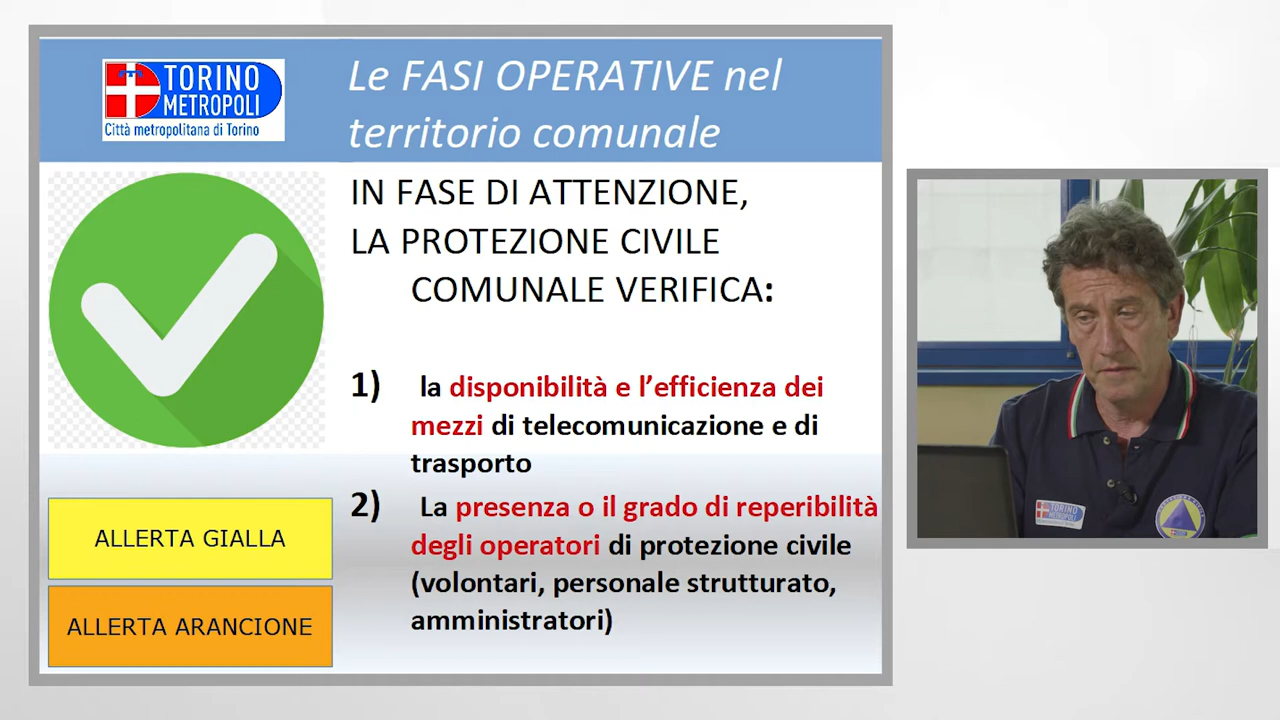 TORINO
METROPOLI
Città metropolitana di Torino
Le FASI OPERATIVE nel
territorio comunale
IN FASE DI ATTENZIONE,
LA PROTEZIONE CIVILE
COMUNALE VERIFICA:
1) la disponibilità e l'efficienza dei
mezzi di telecomunicazione e di
trasporto
2) La presenza o il grado di reperibilità
degli operatori di protezione civile
(volontari, personale strutturato,
amministratori)
ALLERTA GIALLA
ALLERTA ARANCIONE
TORINO
METROPOLI